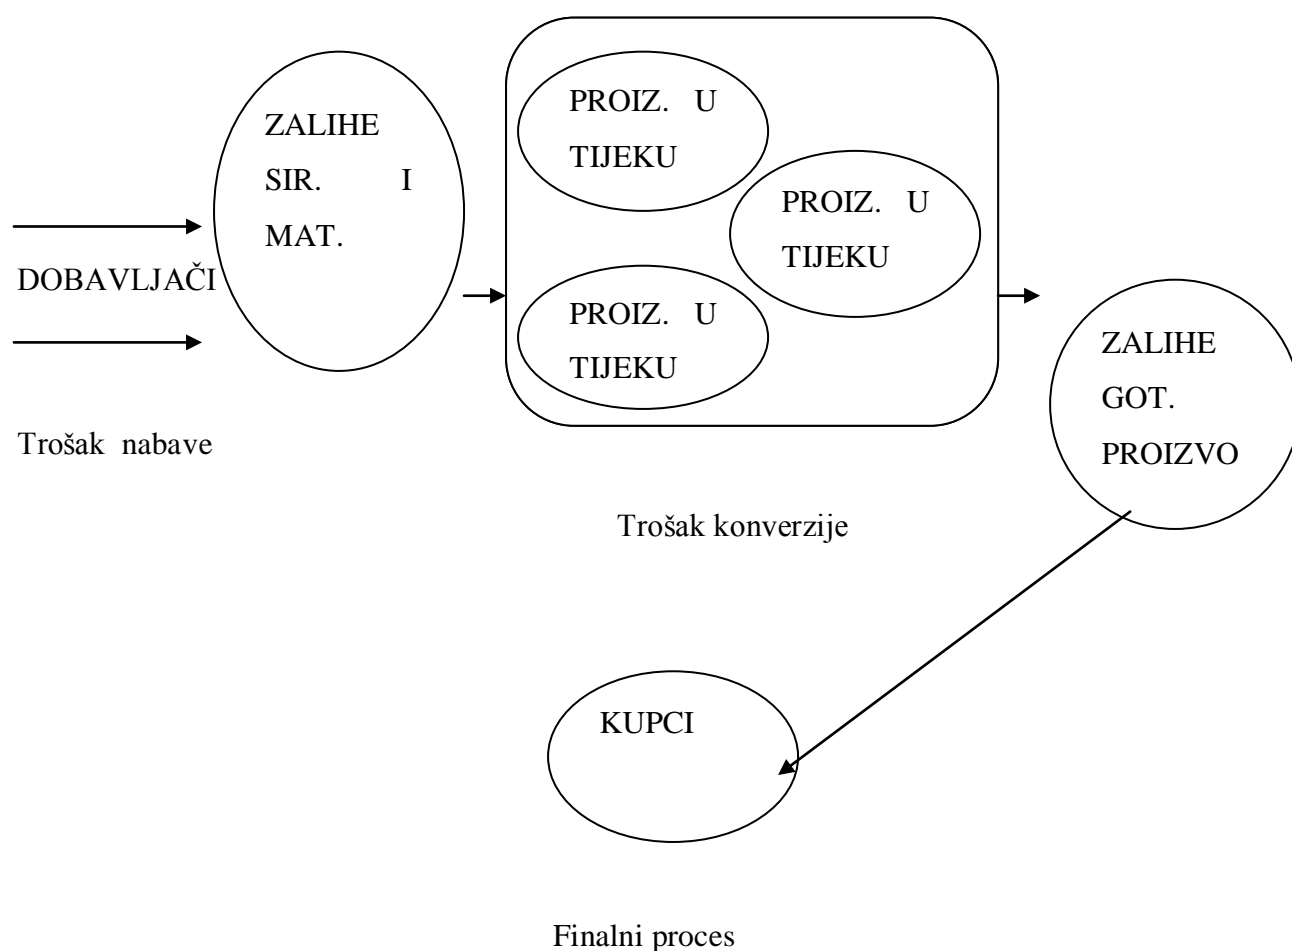 ZALIHE
SIR. I
MAT.
DOBAVLJAČI
Trošak nabave
PROIZ. U
TIJEKU
PROIZ. U
TIJEKU
PROIZ. U
TIJEKU
Trošak konverzije
ZALIHE
GOT.
PROIZVO
KUPCI
Finalni proces